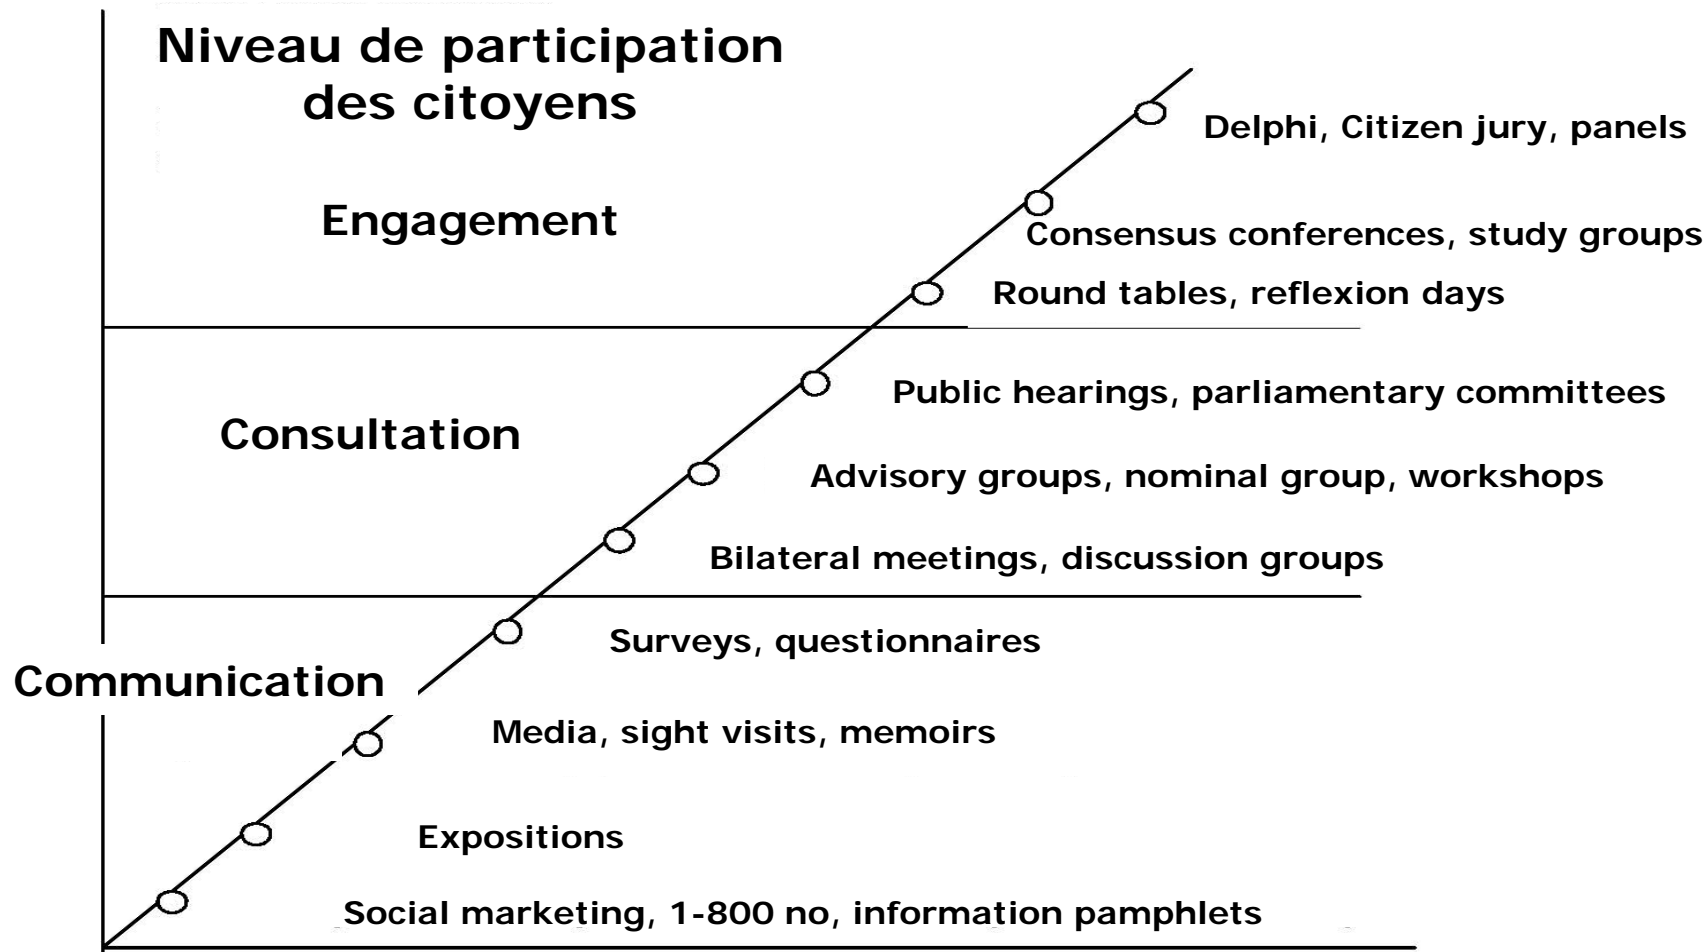 Niveau de participation
des citoyens
Delphi, Citizen jury, panels
Engagement
Consensus conferences, study groups
Round tables, reflexion days
Public hearings, parliamentary committees
Consultation
Advisory groups, nominal group, workshops
Bilateral meetings, discussion groups
Surveys, questionnaires
Communication
Media, sight visits, memoirs
Expositions
Social marketing, 1-800 no, information pamphlets